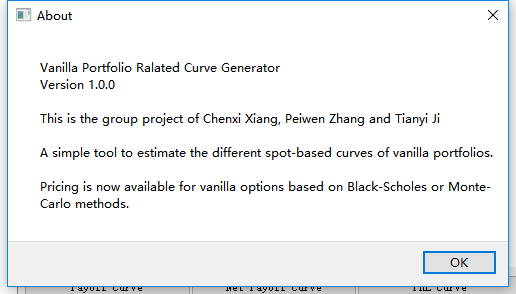 About
Vanilla Portfolio Ralated Curve Generator
Version 1.0.0
This is the group project of Chenxi Xiang, Peiwen Zhang and Tianyi Ji
A simple tool to estimate the different spot-based curves of vanilla portfolios.
Pricing is now available for vanilla options based on Black-Scholes or Monte-
Carlo methods.
OK
Payoff Curve
Net Payoff Curve
Curve